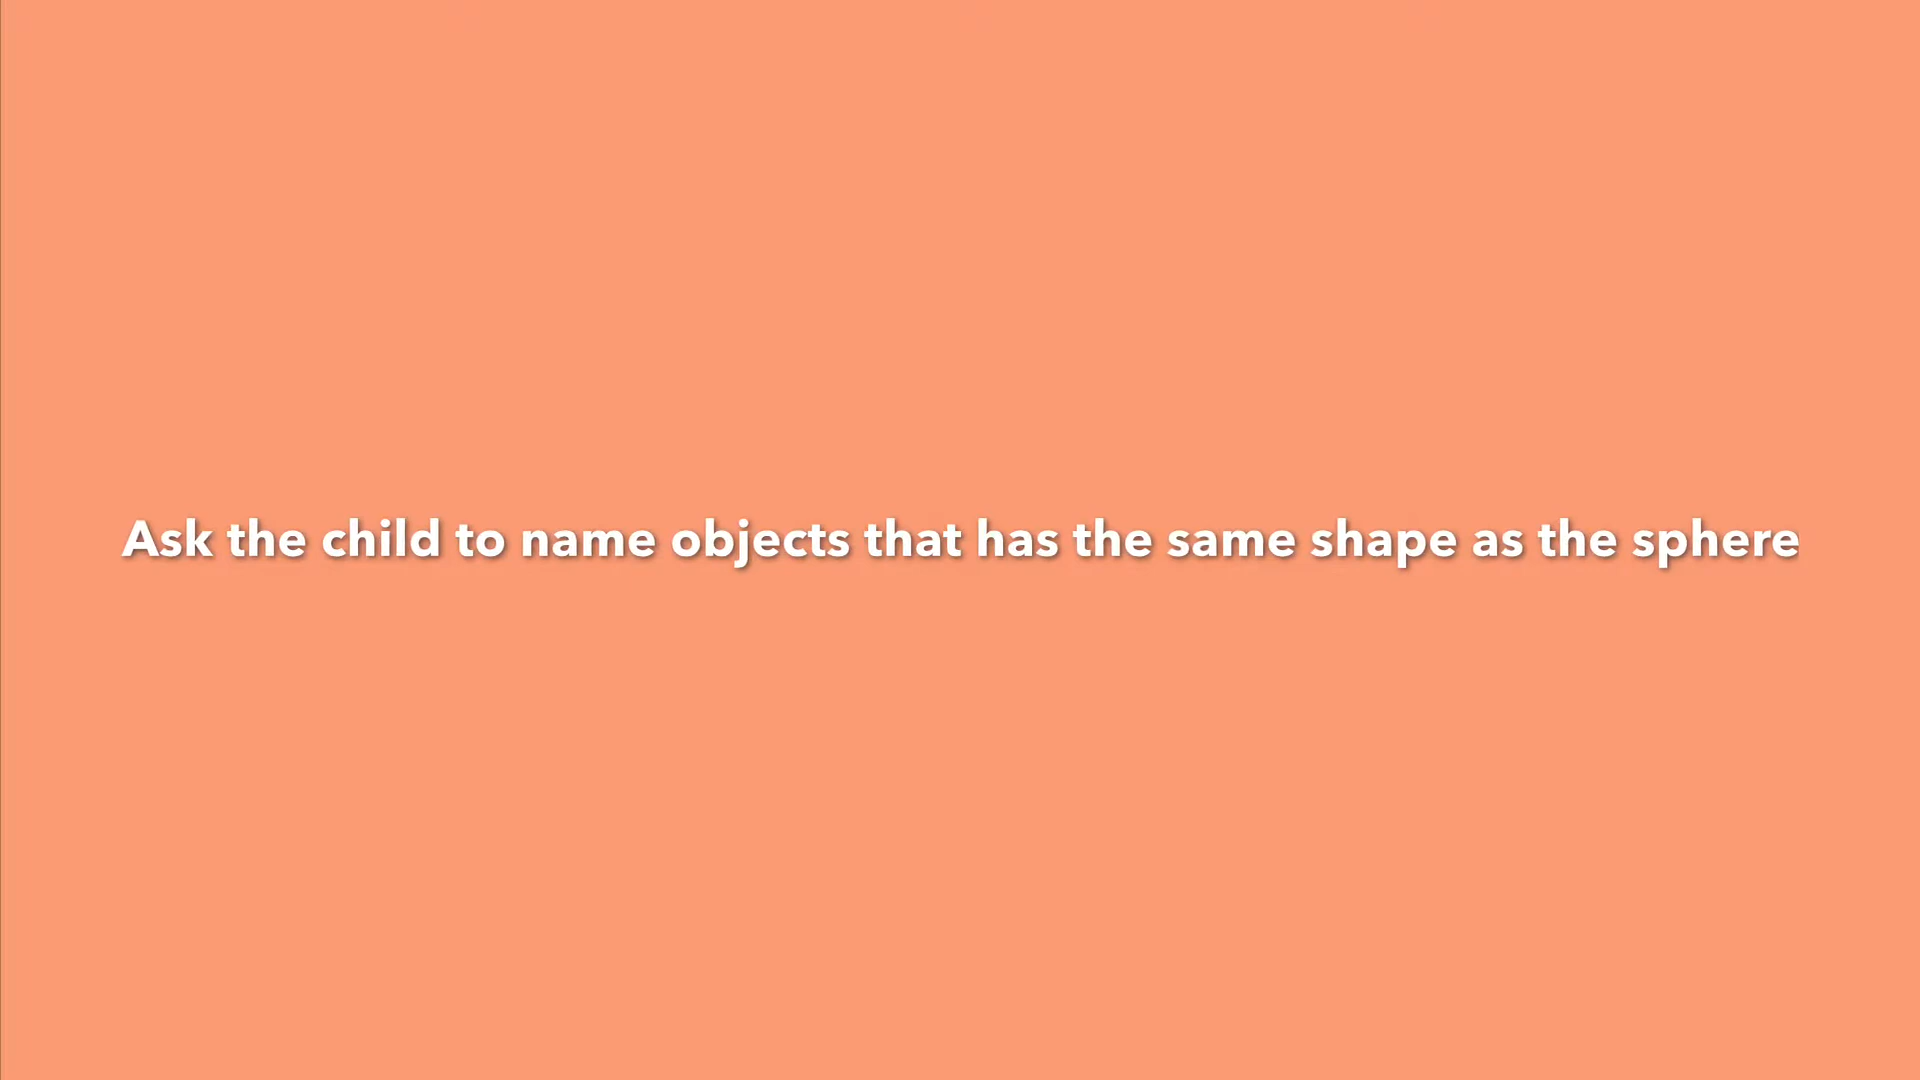 Ask the child to name objects that has the same shape as the sphere